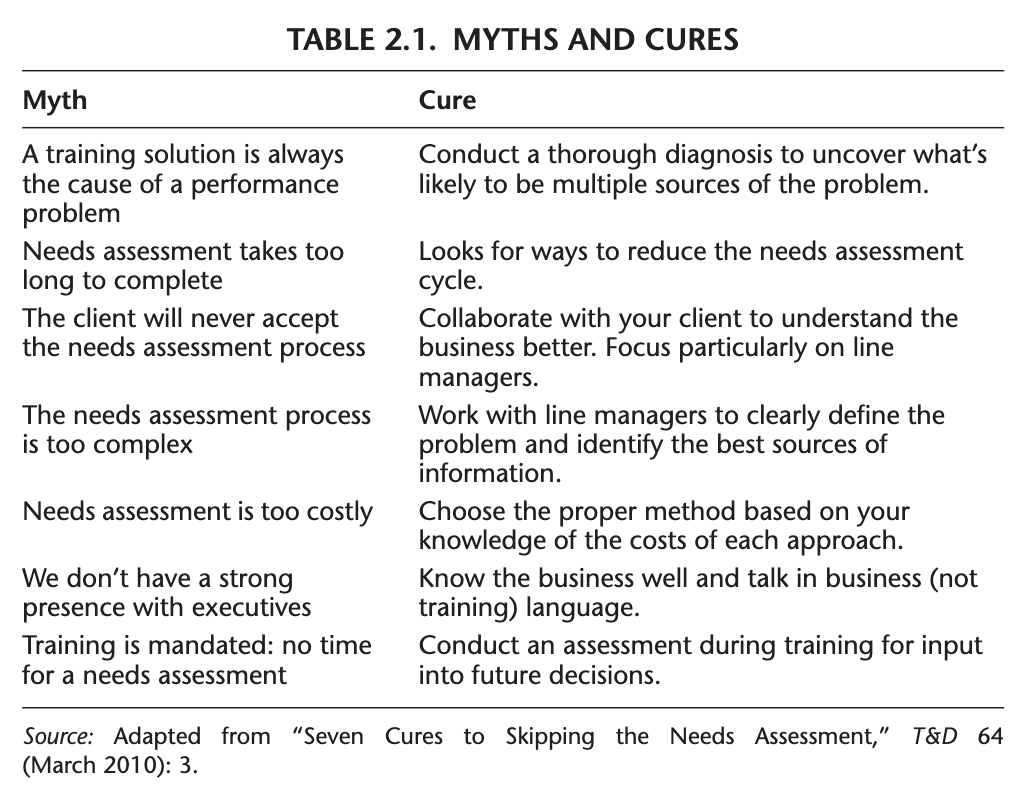 TABLE 2.1. MYTHS AND CURES
Myth Cure
A training solution is always
the cause of a performance
problem
Conduct a thorough diagnosis to uncover what’s
likely to be multiple sources of the problem.
Needs assessment takes too
long to complete
Looks for ways to reduce the needs assessment
cycle.
The client will never accept
the needs assessment process
Collaborate with your client to understand the
business better. Focus particularly on line
managers.
The needs assessment process
is too complex
Work with line managers to clearly define the
problem and identify the best sources of
information.
Needs assessment is too costly
Choose the proper method based on your
knowledge of the costs of each approach.
We don’t have a strong
presence with executives
Know the business well and talk in business (not
training) language.
Training is mandated: no time
for a needs assessment
Conduct an assessment during training for input
into future decisions.
Source: Adapted from “Seven Cures to Skipping the Needs Assessment,” T&D 64
(March 2010): 3.